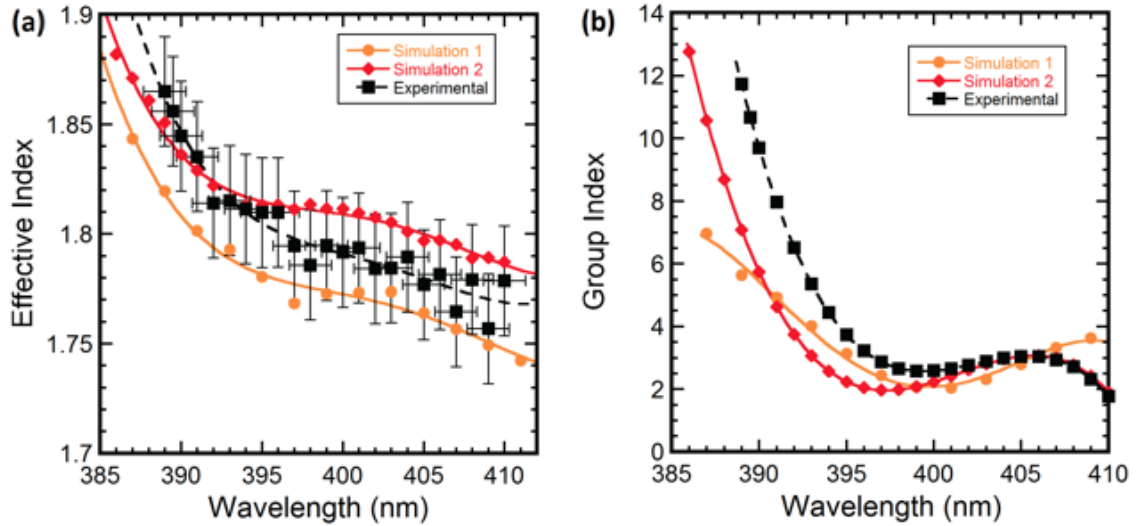 (a)
Effective Index
1.9
1.85
1.8
1.75
1.7
385 390 395 400 405 410
Wavelength (nm)
Simulation 1
Simulation 2
Experimental
(b)
Group Index
14
12
10
8
6
4
2
0
385 390 395 400 405 410
Wavelength (nm)
Simulation 1
Simulation 2
Experimental